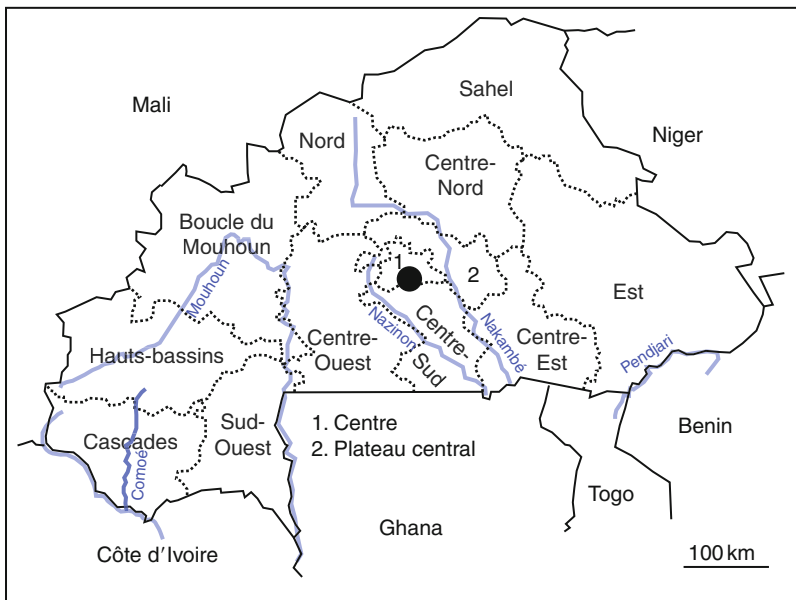 Sahel
Mali
Niger
Nord
Centre-
Nord
Boucle du
Mouhoun
1
2
Mouhoun
Est
Centre-
Ouest
Nazinon
Centre-
Sud
Nakambé
Centre-
Est
Pendjari
Hauts-bassins
Cascades
Comoé
Sud-
Ouest
1. Centre
2. Plateau central
Benin
Togo
Ghana
Côte d'Ivoire
100 km